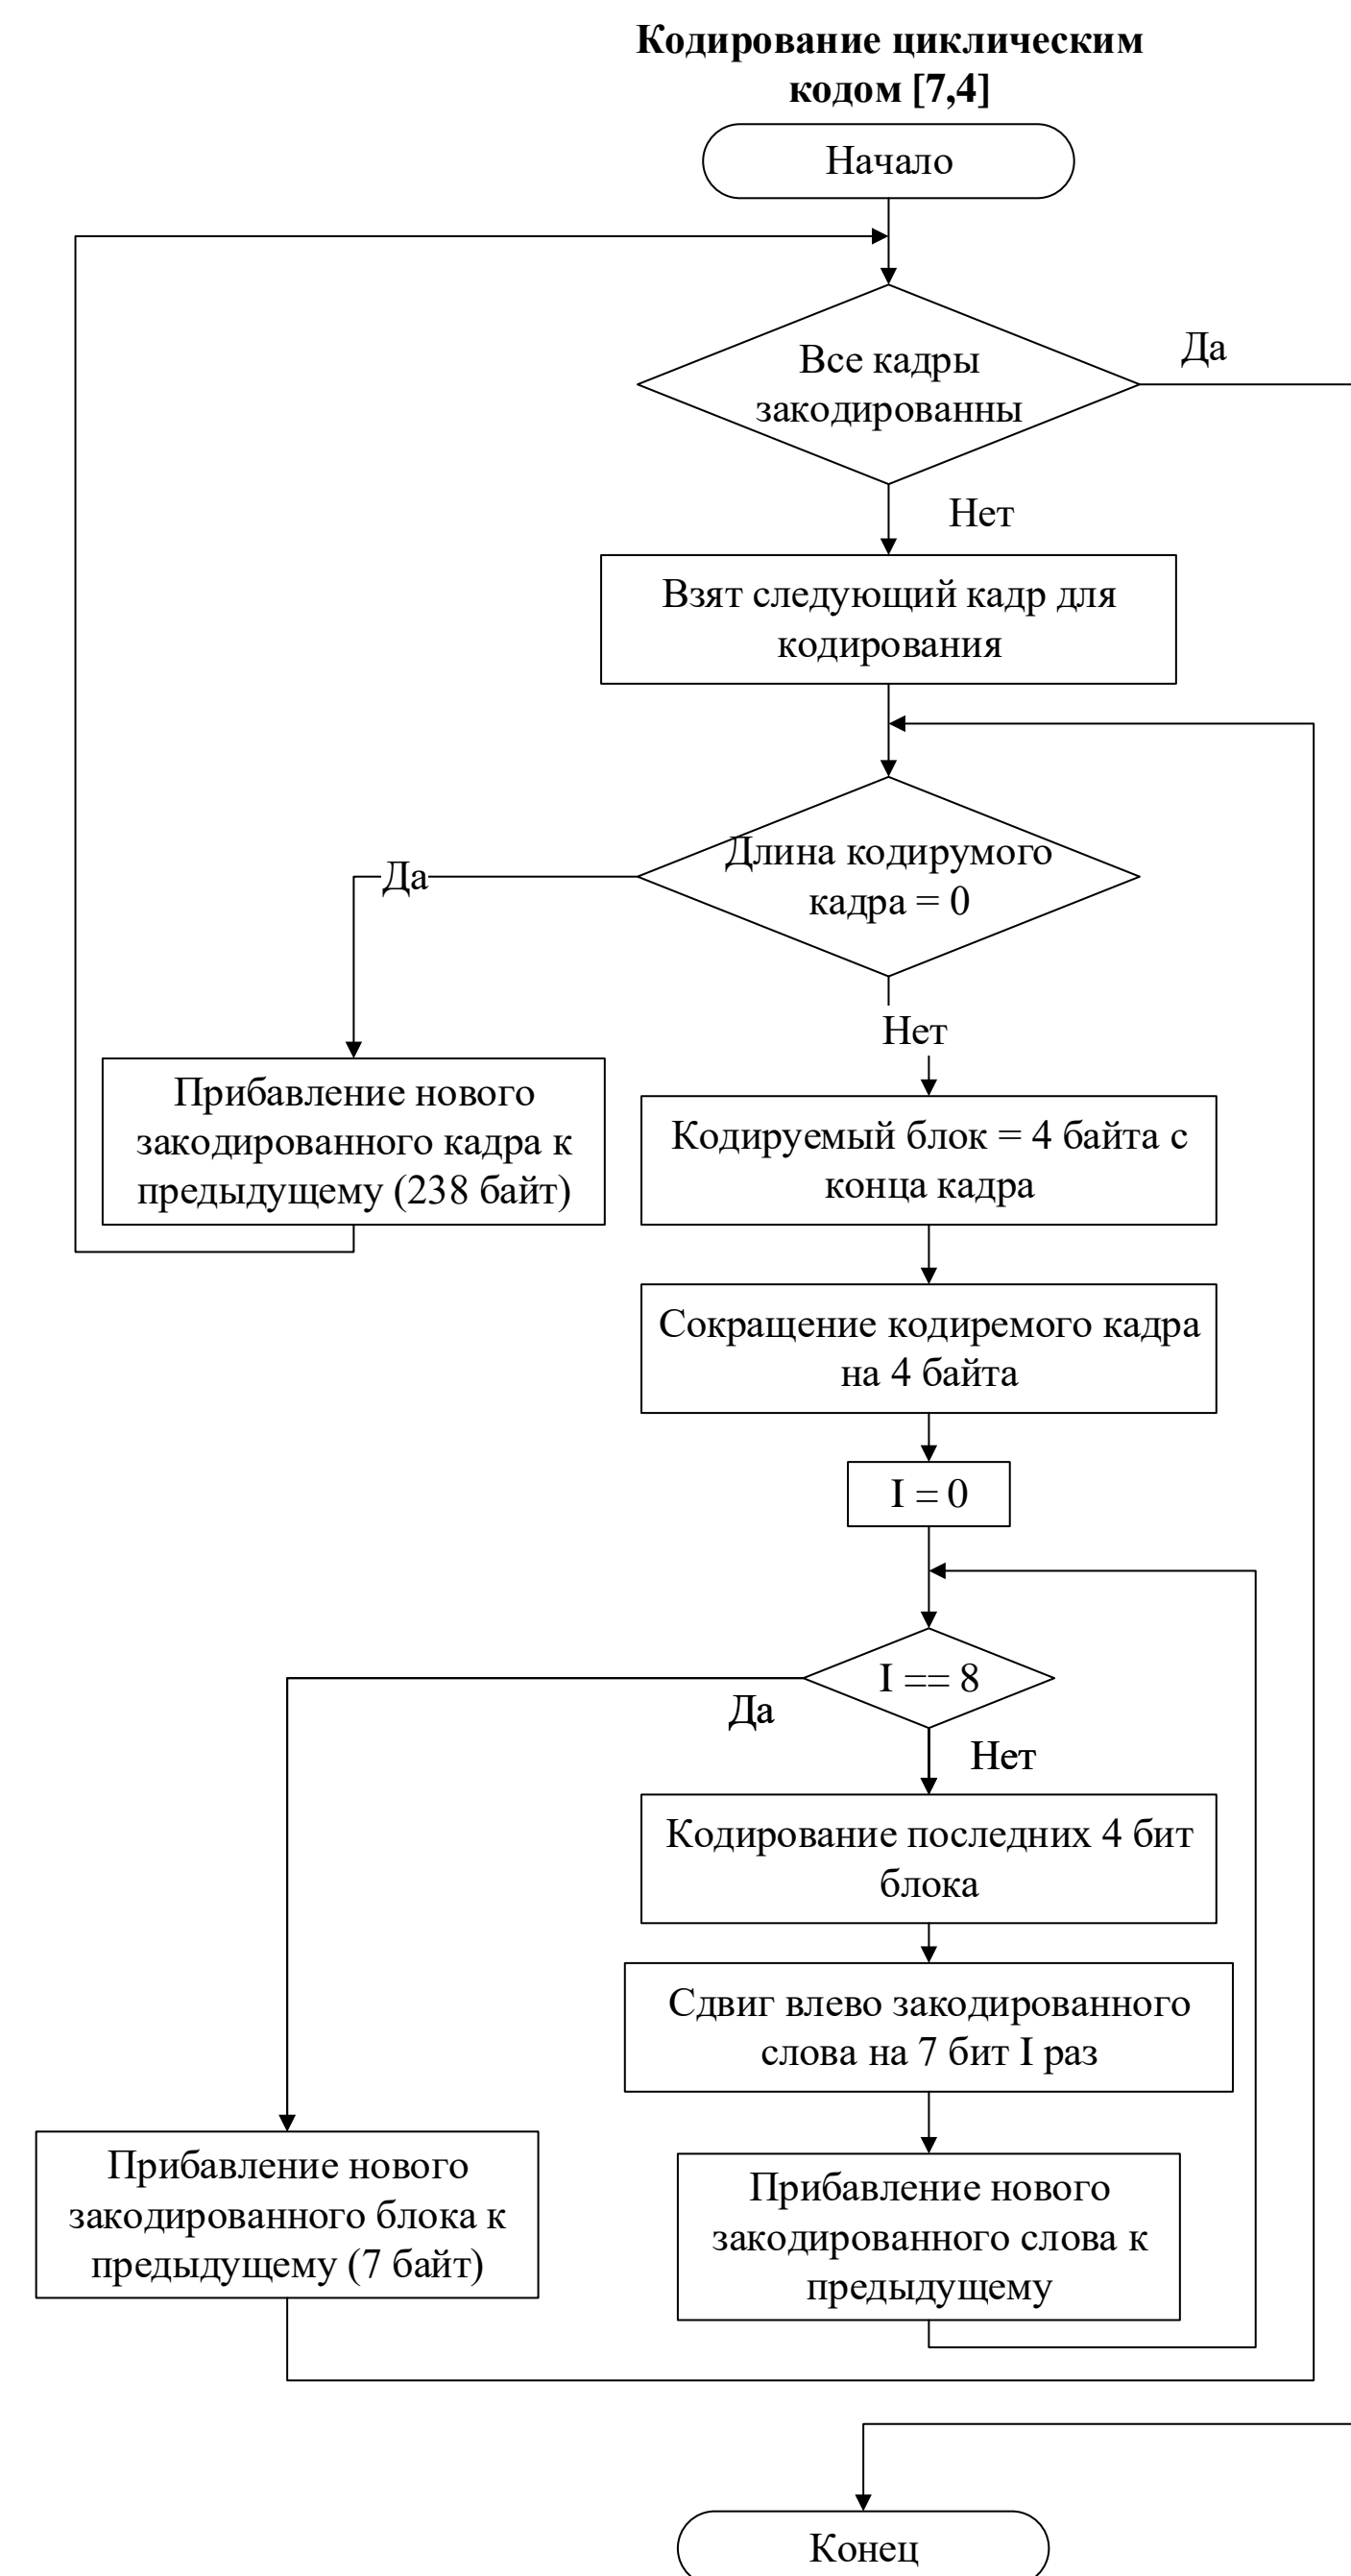 Кодирование циклическим
кодом [7,4]
Начало
Все кадры
закодированны
Да
Нет
Взят следующий кадр для
кодирования
Длина кодирумого
кадра = 0
Да
Нет
Прибавление нового
закодированного кадра к
предыдущему (238 байт)
Кодируемый блок = 4 байта с
конца кадра
Сокращение кодиремого кадра
на 4 байта
I = 0
I == 8
Да
Нет
Кодирование последних 4 бит
блока
Сдвиг влево закодированного
слова на 7 бит I раз
Прибавление нового
закодированного блока к
предыдущему (7 байт)
Прибавление нового
закодированного слова к
предыдущему
Конец